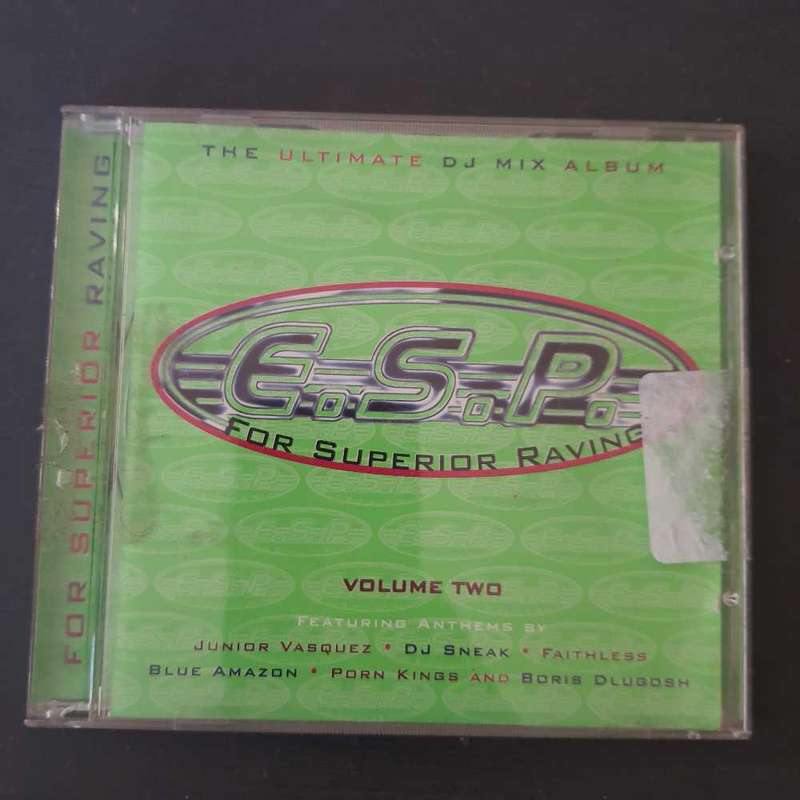 FOR SUPERIOR RAVING
THE ULTIMATE DJ MIX ALBUM
E.S.P.
FOR SUPERIOR RAVING
VOLUME TWO
FEATURING ANTHEMS BY
JUNIOR VASQUEZ • DJ SNEAK • FAITHLESS
BLUE AMAZON • PORN KINGS AND BORIS DLUGOSH